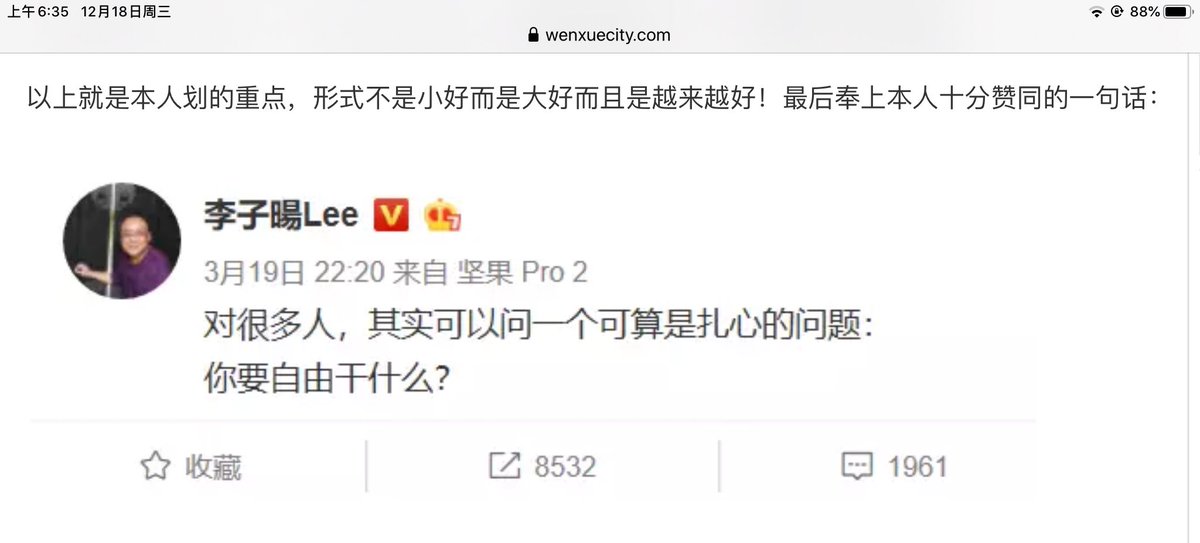 上午6:35 12月18日周三
88%
wenxuecity.com
以上就是本人划的重点，形式不是小好而是大好而且是越来越好！最后奉上本人十分赞同的一句话：
李子暘Lee V 7
3月19日 22:20 来自 坚果 Pro 2
对很多人，其实可以问一个可算是扎心的问题：
你要自由干什么？
收藏 8532 1961